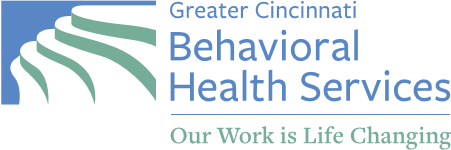 Greater Cincinnati
Behavioral
Health Services
Our Work is Life Changing